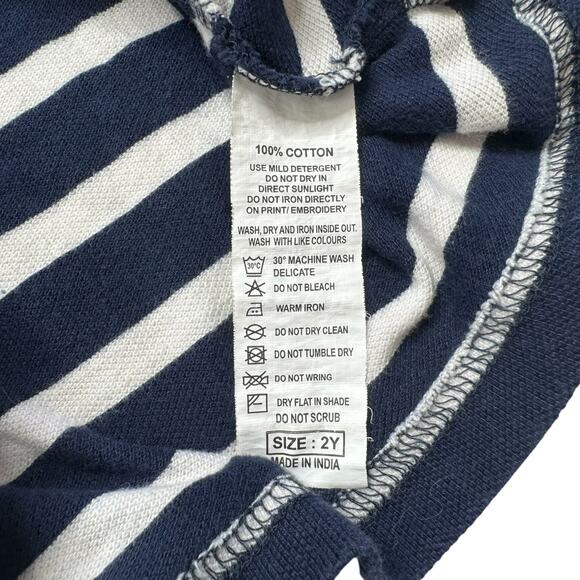 100% COTTON
USE MILD DETERGENT
DO NOT DRY IN
DIRECT SUNLIGHT
DO NOT IRON DIRECTLY
ON PRINT/ EMBROIDERY
WASH, DRY AND IRON INSIDE OUT.
WASH WITH LIKE COLOURS
30°C 30° MACHINE WASH
DELICATE
DO NOT BLEACH
WARM IRON
DO NOT DRY CLEAN
DO NOT TUMBLE DRY
DO NOT WRING
DRY FLAT IN SHADE
DO NOT SCRUB
SIZE : 2Y
MADE IN INDIA